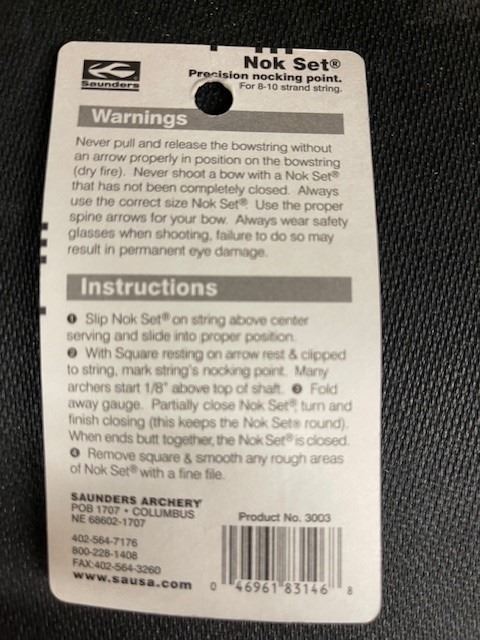 Saunders
Nok Set®
Precision nocking point.
For 8-10 strand string.
Warnings
Never pull and release the bowstring without
an arrow properly in position on the bowstring
(dry fire). Never shoot a bow with a Nok Set®
that has not been completely closed. Always
use the correct size Nok Set®. Use the proper
spine arrows for your bow. Always wear safety
glasses when shooting, failure to do so may
result in permanent eye damage.
Instructions
❶ Slip Nok Set® on string above center
serving and slide into proper position.
❷ With Square resting on arrow rest & clipped
to string, mark string's nocking point. Many
archers start 1/8" above top of shaft. ❸ Fold
away gauge. Partially close Nok Set®, turn and
finish closing (this keeps the Nok Set® round).
When ends butt together, the Nok Set® is closed.
❹ Remove square & smooth any rough areas
of Nok Set® with a fine file.
SAUNDERS ARCHERY
POB 1707 • COLUMBUS
NE 68602-1707
402-564-7176
800-228-1408
FAX:402-564-3260
www.sausa.com
Product No. 3003
0 46961 83146 8